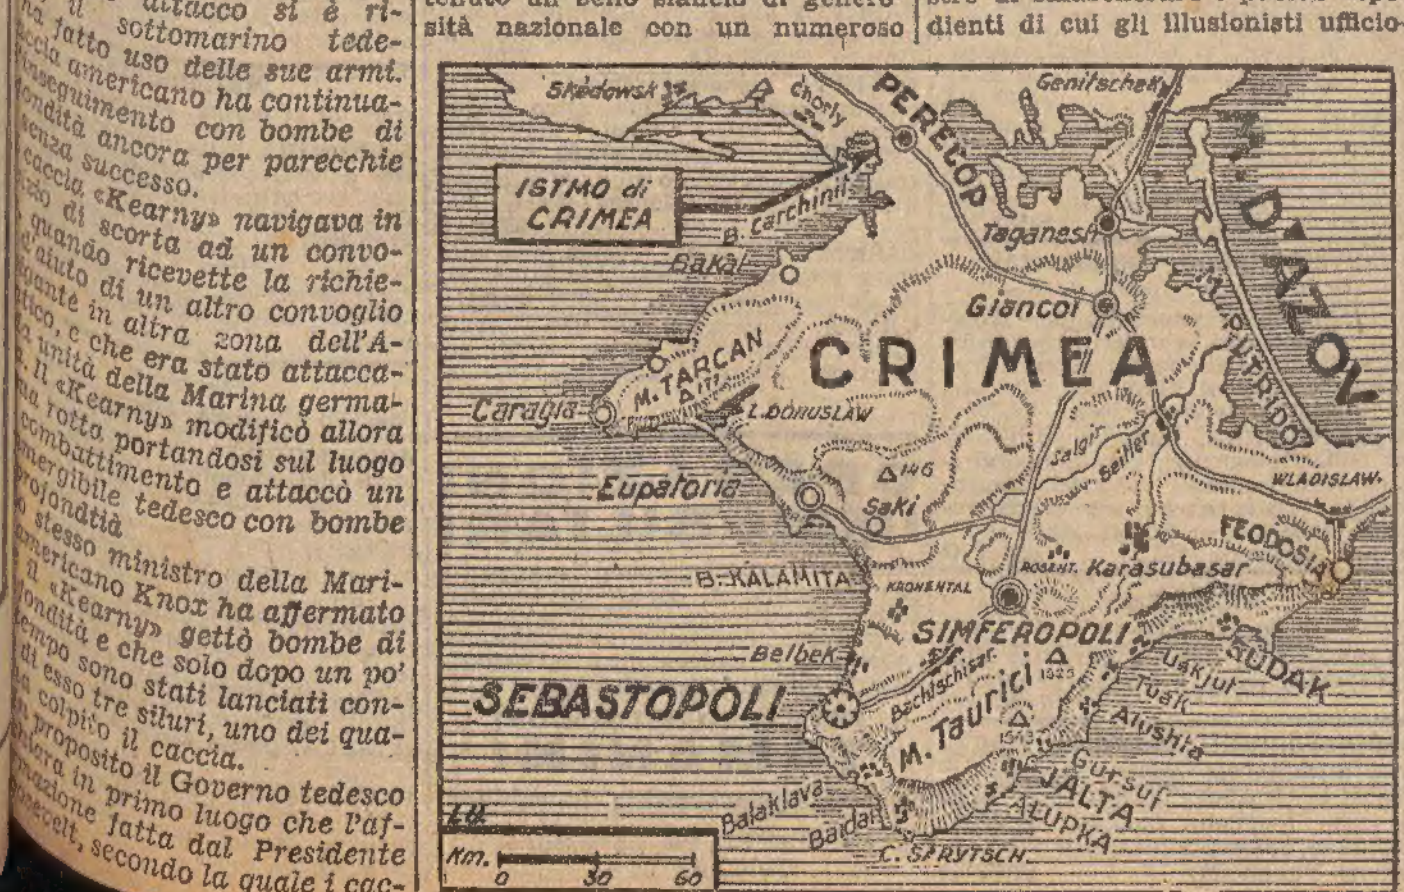 attacco si è ri-
il sottomarino tede-
ha fatto uso delle sue armi.
americano ha continua-
inseguimento con bombe di
ancora per parecchie
senza successo.
caccia «Kearny» navigava in
di scorta ad un convo-
quando ricevette la richie-
d'aiuto di un altro convoglio
in altra zona dell'A-
e che era stato attacca-
unità della Marina germa-
Il «Kearny» modificò allora
rotta portandosi sul luogo
combattimento e attaccò un
tedesco con bombe
profondtià
stesso ministro della Mari-
americano Knox ha affermato
il «Kearny» gettò bombe di
e che solo dopo un po'
tempo sono stati lanciati con-
di esso tre siluri, uno dei qua-
colpito il caccia.
proposito il Governo tedesco
in primo luogo che l'af-
fatta dal Presidente
secondo la quale i cac-
sità nazionale con un numeroso
dienti di cui gli illusionisti ufficio-
Skedowsk
Chorly
PERECOP
Genitschek
D'AZOV
ISTMO di
CRIMEA
B. Carchinit
Bakal
Taganesh
Giancoi
PUTRIDO
CRIMEA
M. TARCAN
Caragia
L. DONUSLAW
Salgir
Seitler
146
WLADISLAW.
Eupatoria
Saki
FEODOSIA
B. KALAMITA
KRONENTAL
ROSENT.
Karasubasar
SIMFEROPOLI
Belbek
SUDAK
Uskjut
Bachtschisar.
1525
Tuak
SEBASTOPOLI
M. Taurici
1543
Alushta
Gursuf
JALTA
ALUPKA
Balaklava
Baidar
C. SARYTSCH
Km.
0 30 60